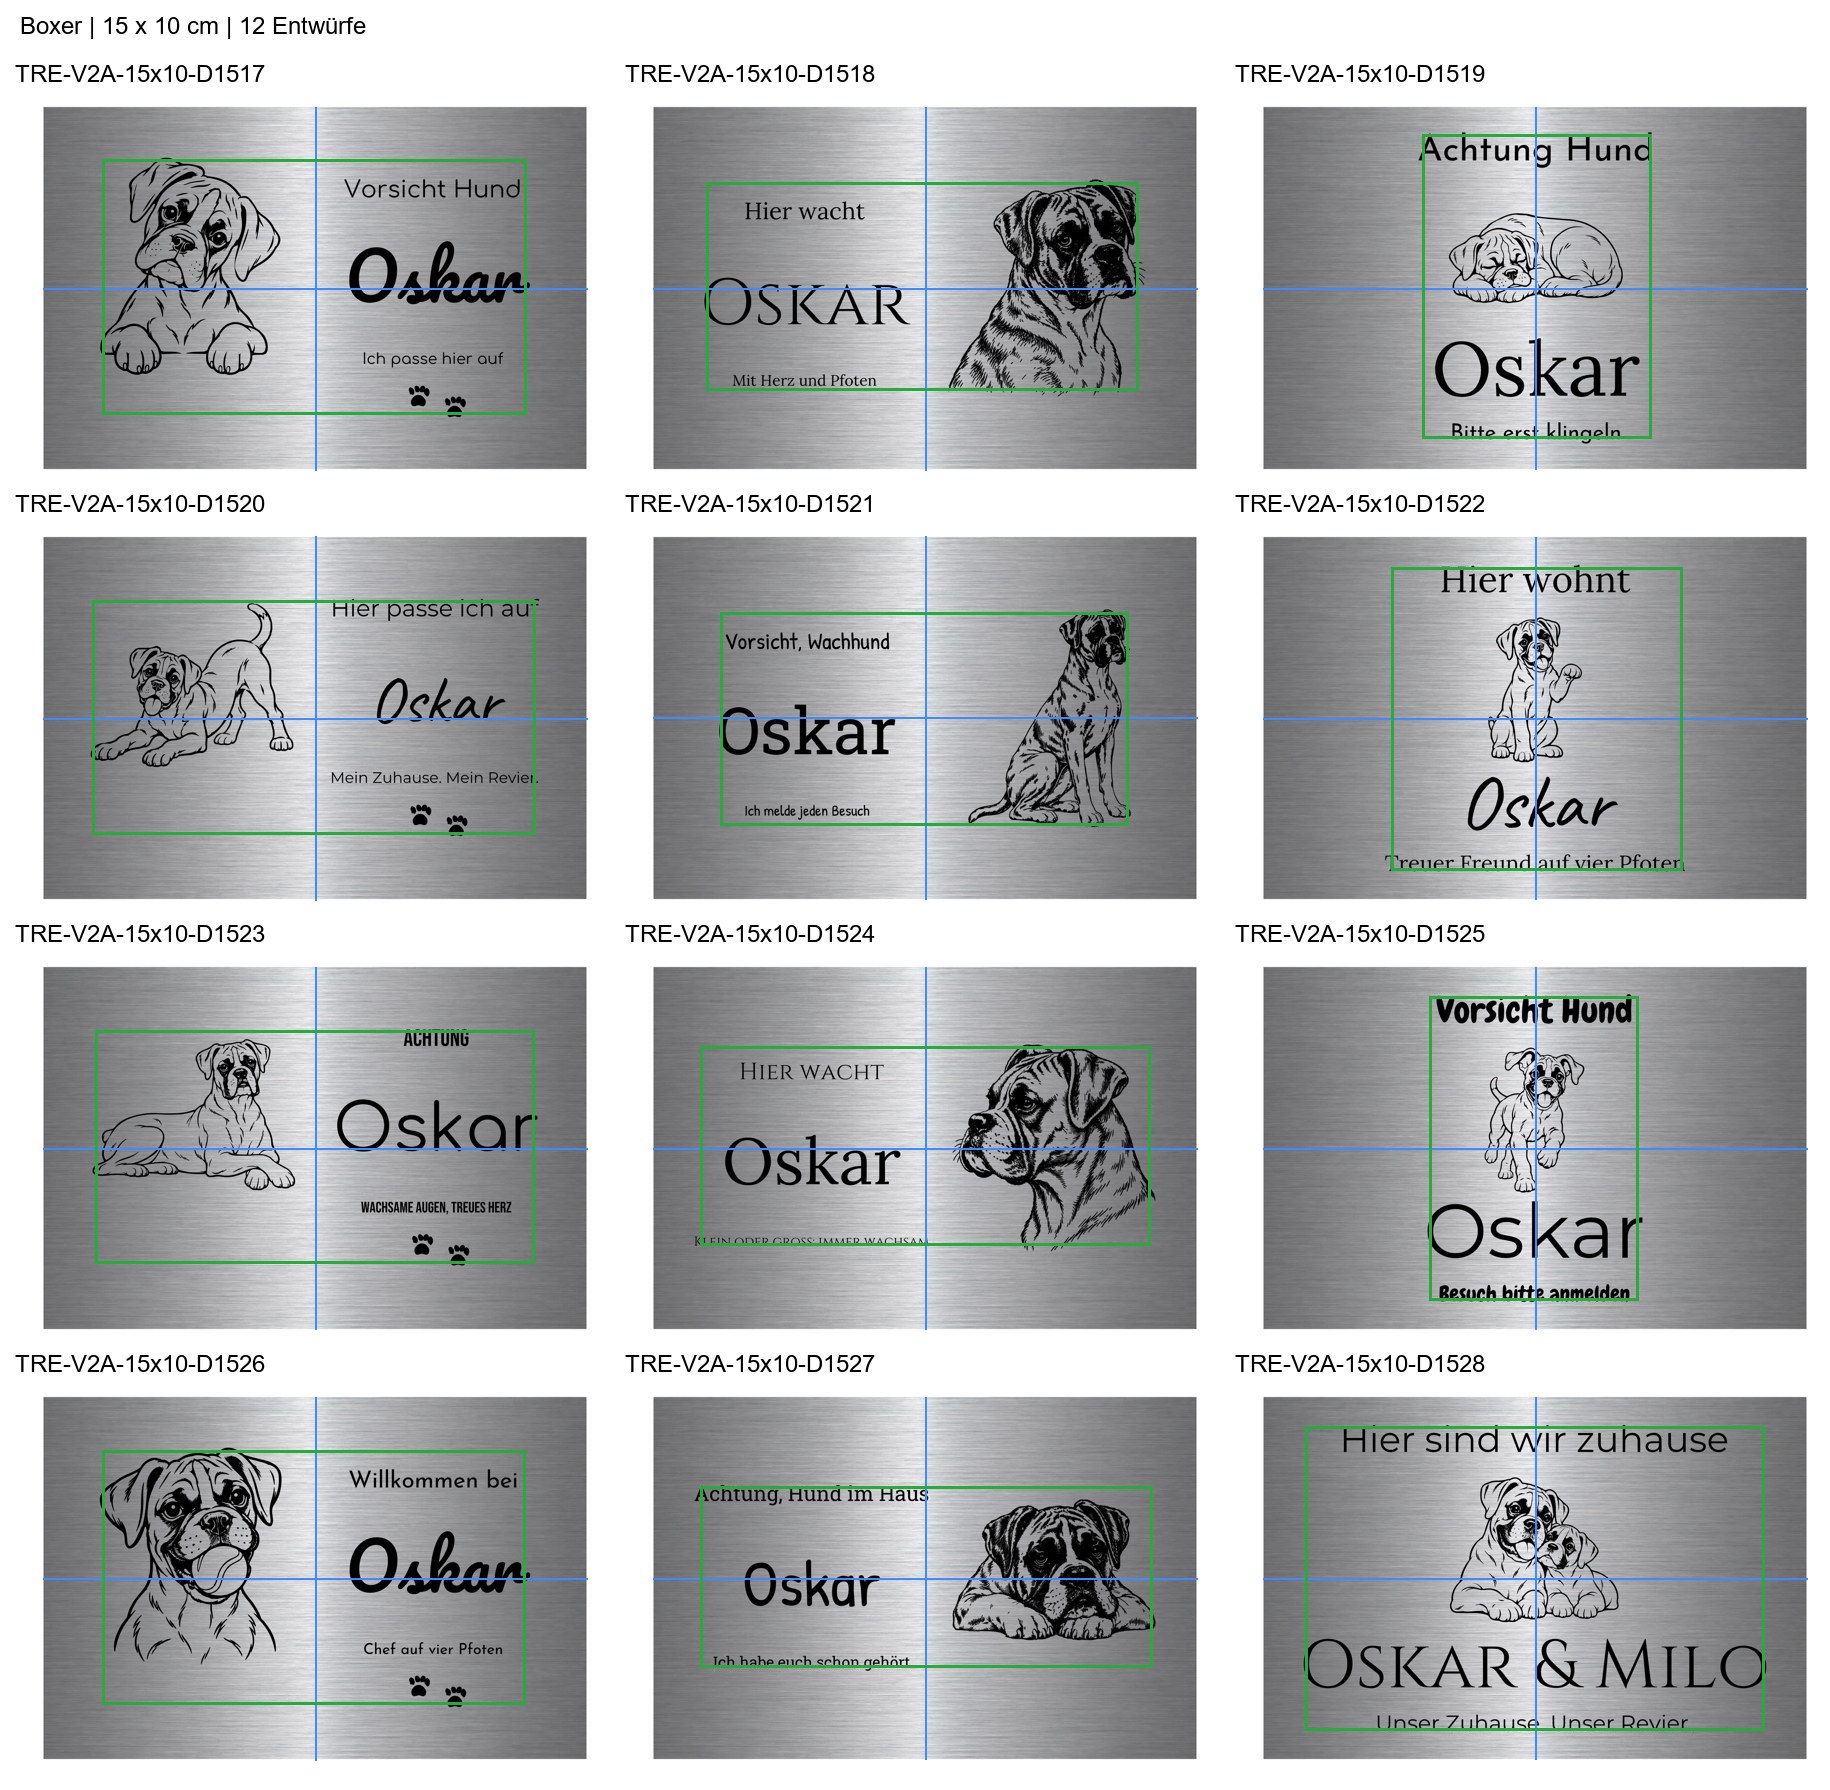 Boxer | 15 x 10 cm | 12 Entwürfe
TRE-V2A-15x10-D1517
Vorsicht Hund
Oskar
Ich passe hier auf
TRE-V2A-15x10-D1518
Hier wacht
OSKAR
Mit Herz und Pfoten
TRE-V2A-15x10-D1519
Achtung Hund
Oskar
Bitte erst klingeln
TRE-V2A-15x10-D1520
Hier passe ich auf
Oskar
Mein Zuhause. Mein Revier.
TRE-V2A-15x10-D1521
Vorsicht, Wachhund
Oskar
Ich melde jeden Besuch
TRE-V2A-15x10-D1522
Hier wohnt
Oskar
Treuer Freund auf vier Pfoten
TRE-V2A-15x10-D1523
ACHTUNG
Oskar
WACHSAME AUGEN, TREUES HERZ
TRE-V2A-15x10-D1524
HIER WACHT
Oskar
KLEIN ODER GROSS: IMMER WACHSAM
TRE-V2A-15x10-D1525
Vorsicht Hund
Oskar
Besuch bitte anmelden
TRE-V2A-15x10-D1526
Willkommen bei
Oskar
Chef auf vier Pfoten
TRE-V2A-15x10-D1527
Achtung, Hund im Haus
Oskar
Ich habe euch schon gehört
TRE-V2A-15x10-D1528
Hier sind wir zuhause
OSKAR & MILO
Unser Zuhause. Unser Revier.